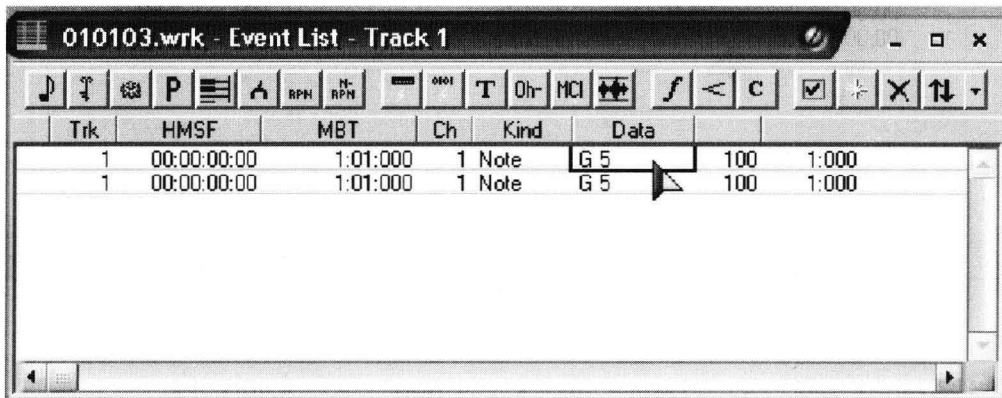 010103.wrk - Event List - Track 1
P RPN N-RPN 0101 T Oh- MCI f < C
Trk HMSF MBT Ch Kind Data
1 00:00:00:00 1:01:000 1 Note G 5 100 1:000
1 00:00:00:00 1:01:000 1 Note G 5 100 1:000